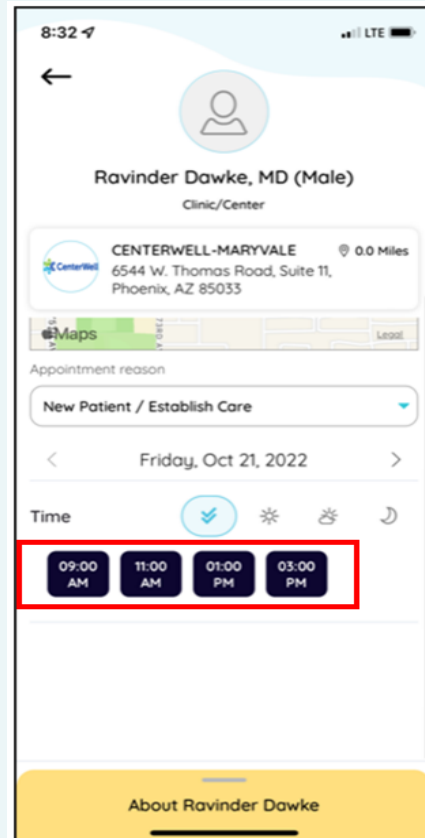 8:32
LTE
Ravinder Dawke, MD (Male)
Clinic/Center
CenterWell
CENTERWELL-MARYVALE
0.0 Miles
6544 W. Thomas Road, Suite 11,
Phoenix, AZ 85033
Maps
Legal
Appointment reason
New Patient / Establish Care
Friday, Oct 21, 2022
Time
09:00
AM
11:00
AM
01:00
PM
03:00
PM
About Ravinder Dawke